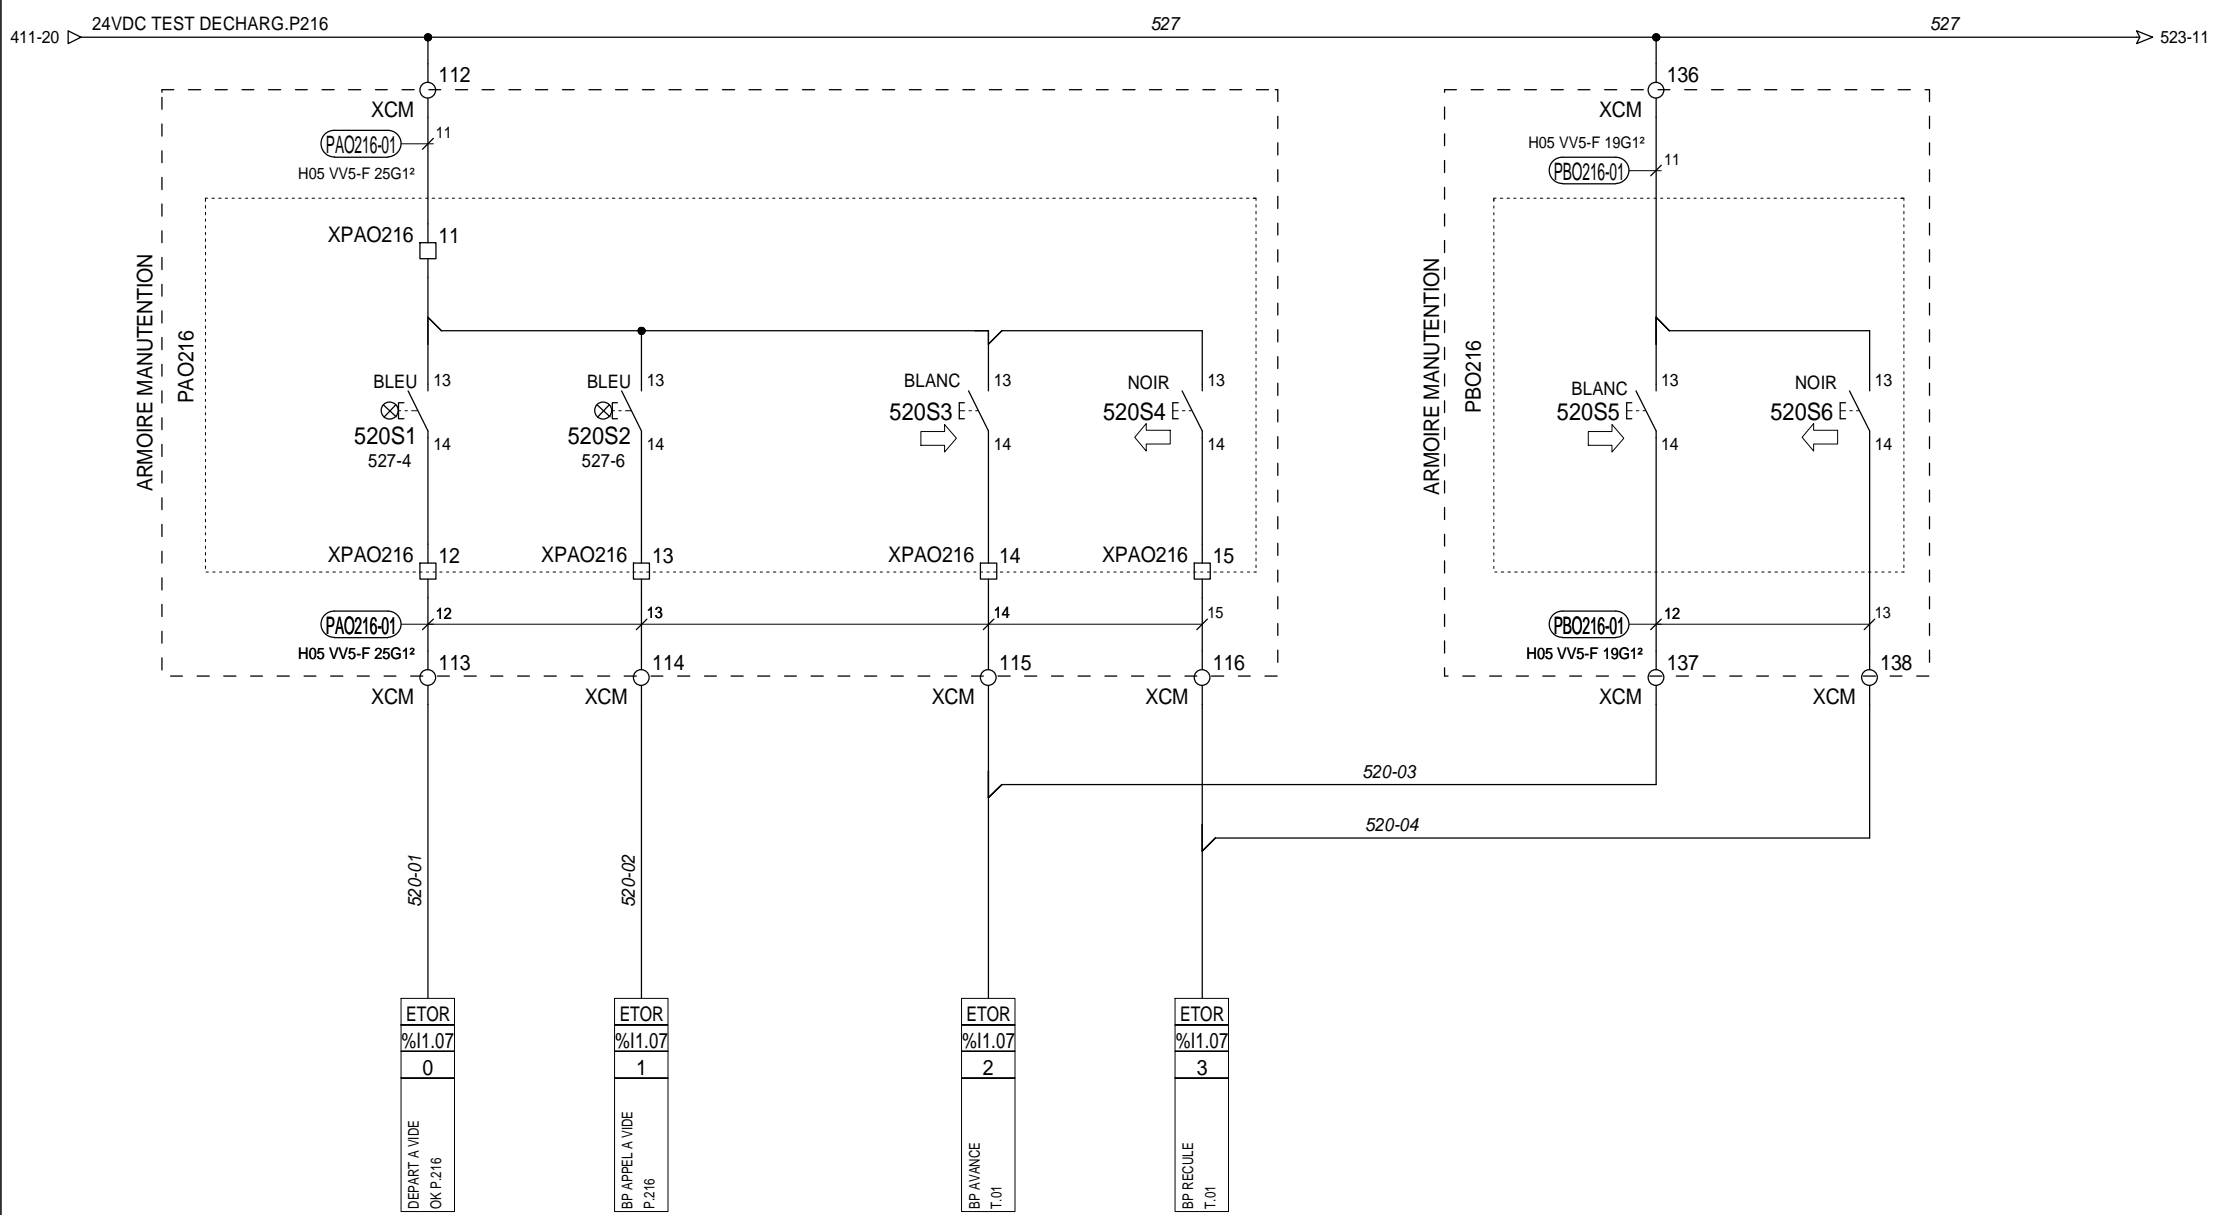 24VDC TEST DECHARG.P216
527
527
411-20
523-11
112
136
XCM
XCM
PAO216-01
11
H05 VV5-F 25G1²
H05 VV5-F 19G1²
PBO216-01
11
XPAO216
11
ARMOIRE MANUTENTION
PAO216
ARMOIRE MANUTENTION
PBO216
BLEU
13
520S1
14
527-4
BLEU
13
520S2
14
527-6
BLANC
13
520S3
14
NOIR
13
520S4
14
BLANC
13
520S5
14
NOIR
13
520S6
14
XPAO216
12
XPAO216
13
XPAO216
14
XPAO216
15
PAO216-01
12
13
14
15
H05 VV5-F 25G1²
PBO216-01
12
13
H05 VV5-F 19G1²
113
114
115
116
137
138
XCM
XCM
XCM
XCM
XCM
XCM
520-03
520-04
520-01
520-02
ETOR
%I1.07
0
DEPART A VIDE
OK P.216
ETOR
%I1.07
1
BP APPEL A VIDE
P.216
ETOR
%I1.07
2
BP AVANCE
T.01
ETOR
%I1.07
3
BP RECULE
T.01